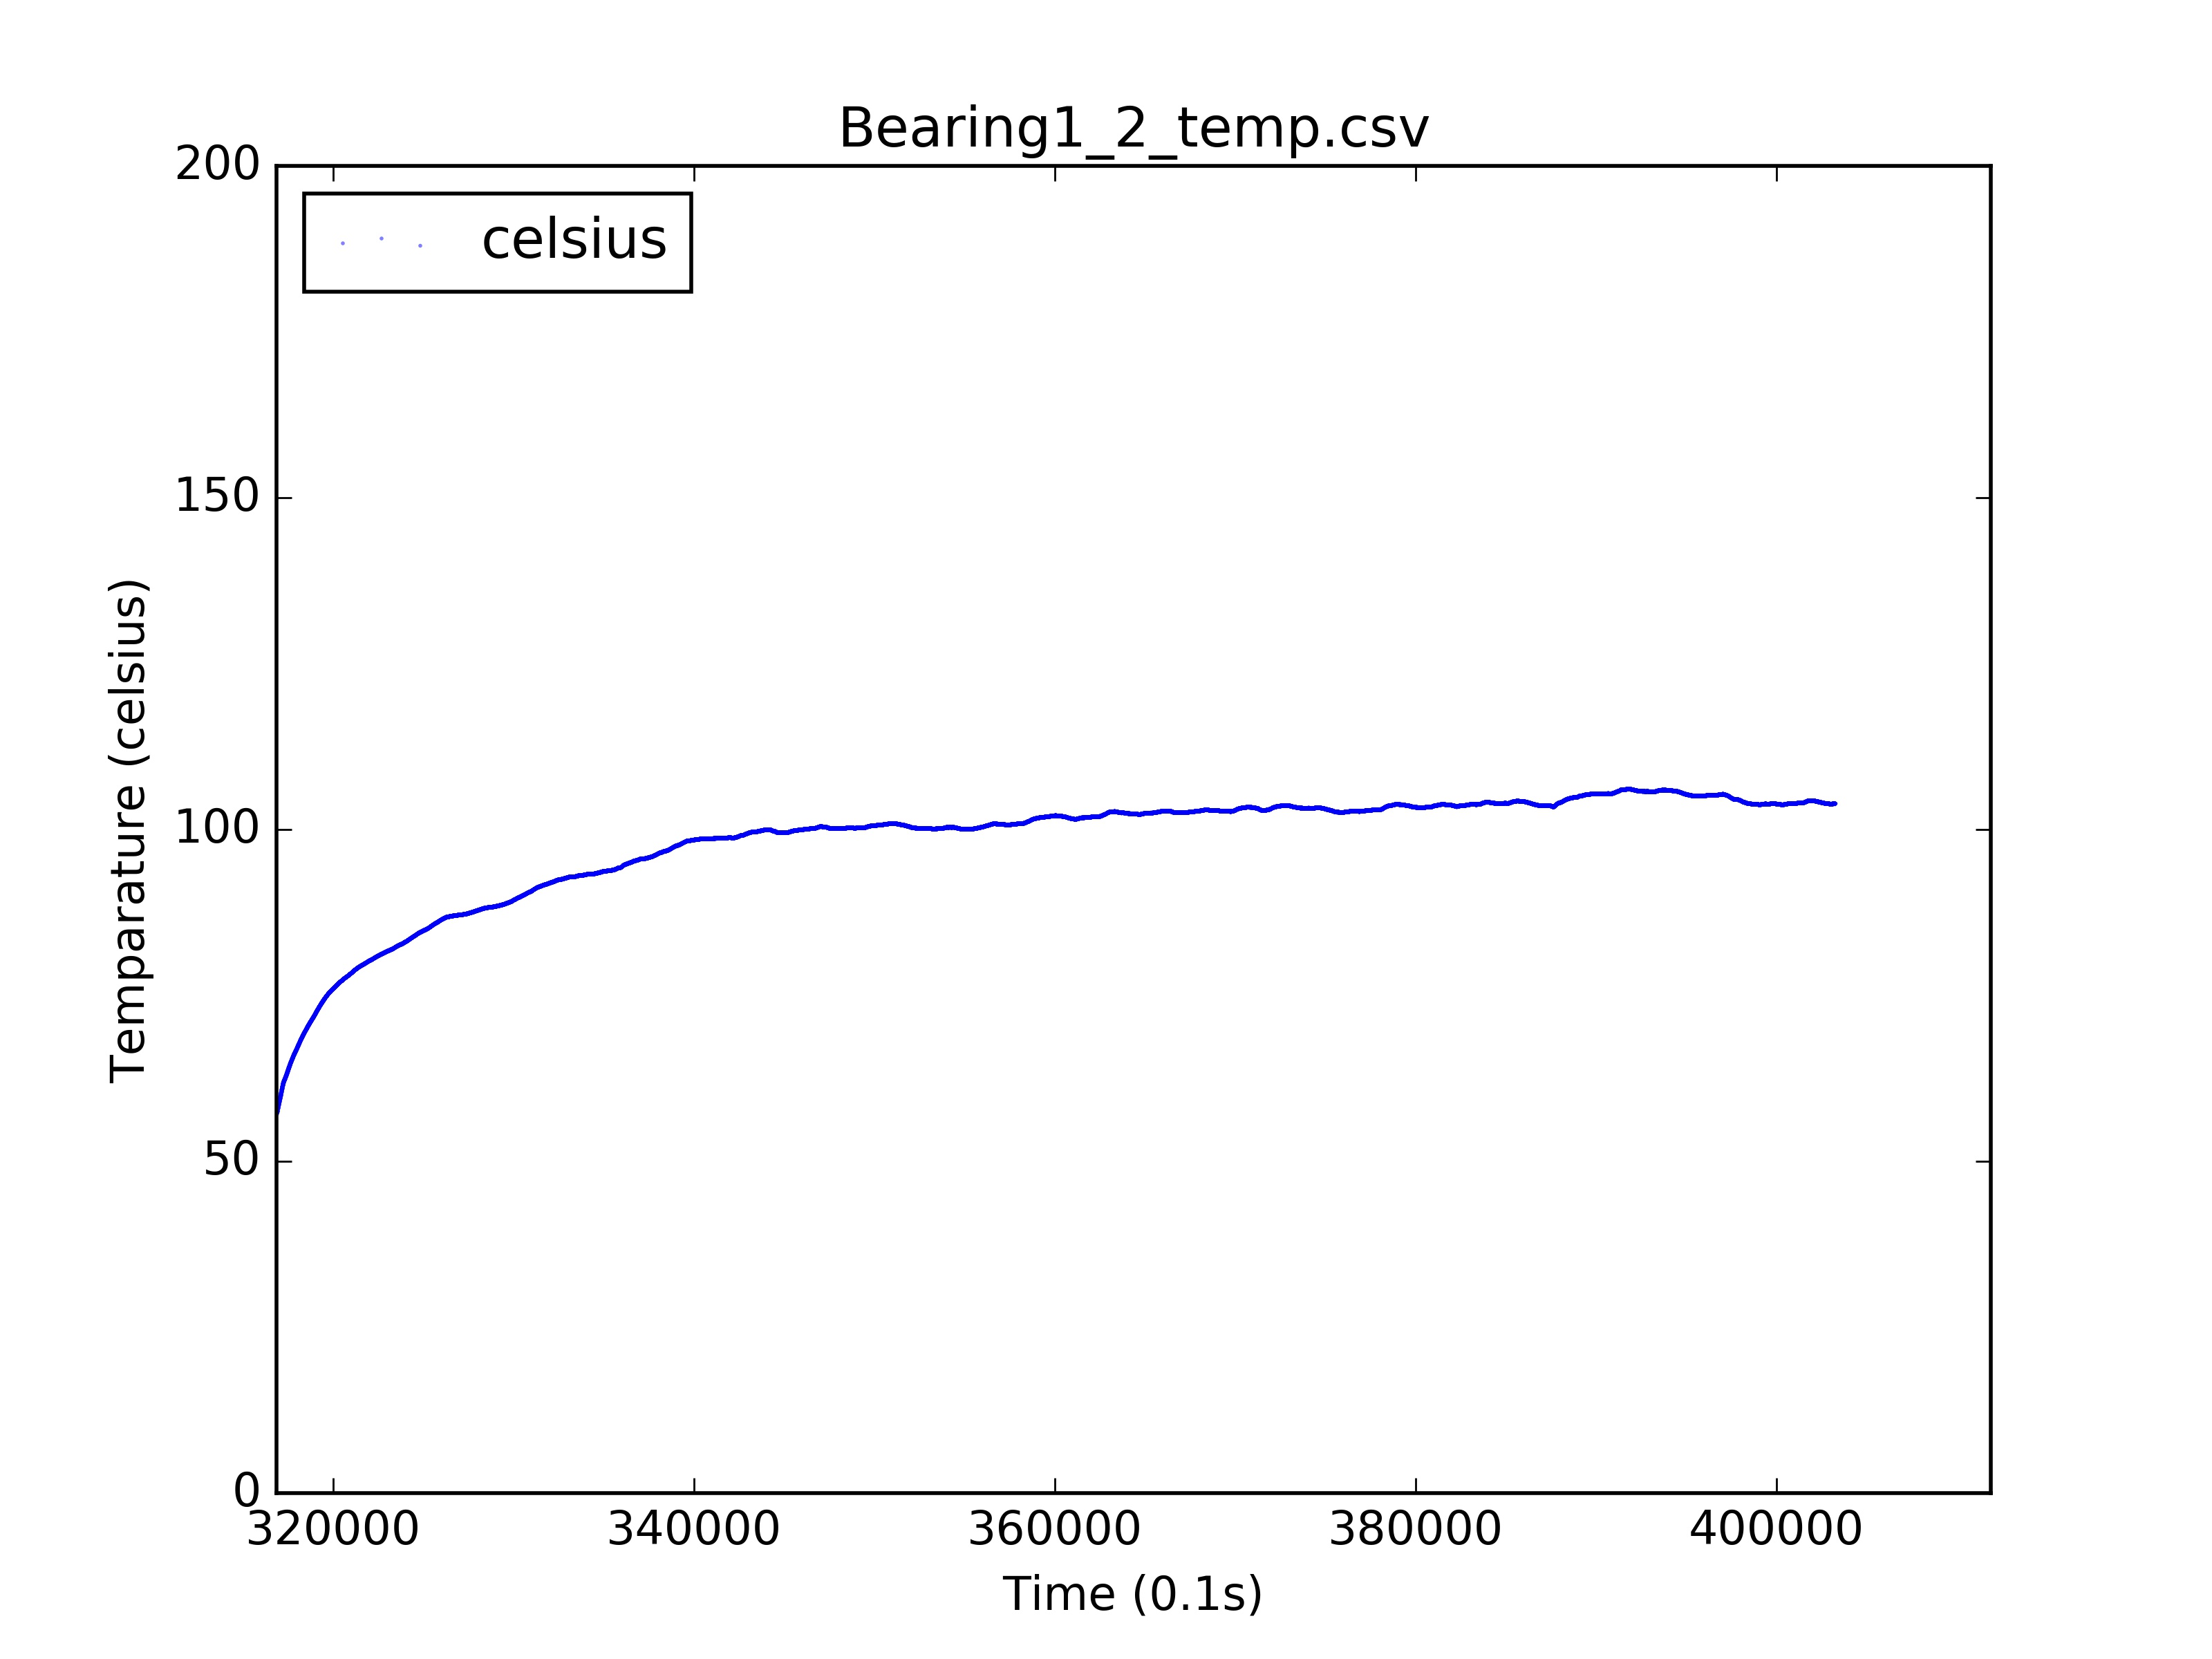 Bearing1_2_temp.csv
celsius
200
150
100
50
0
Temparature (celsius)
320000 340000 360000 380000 400000
Time (0.1s)